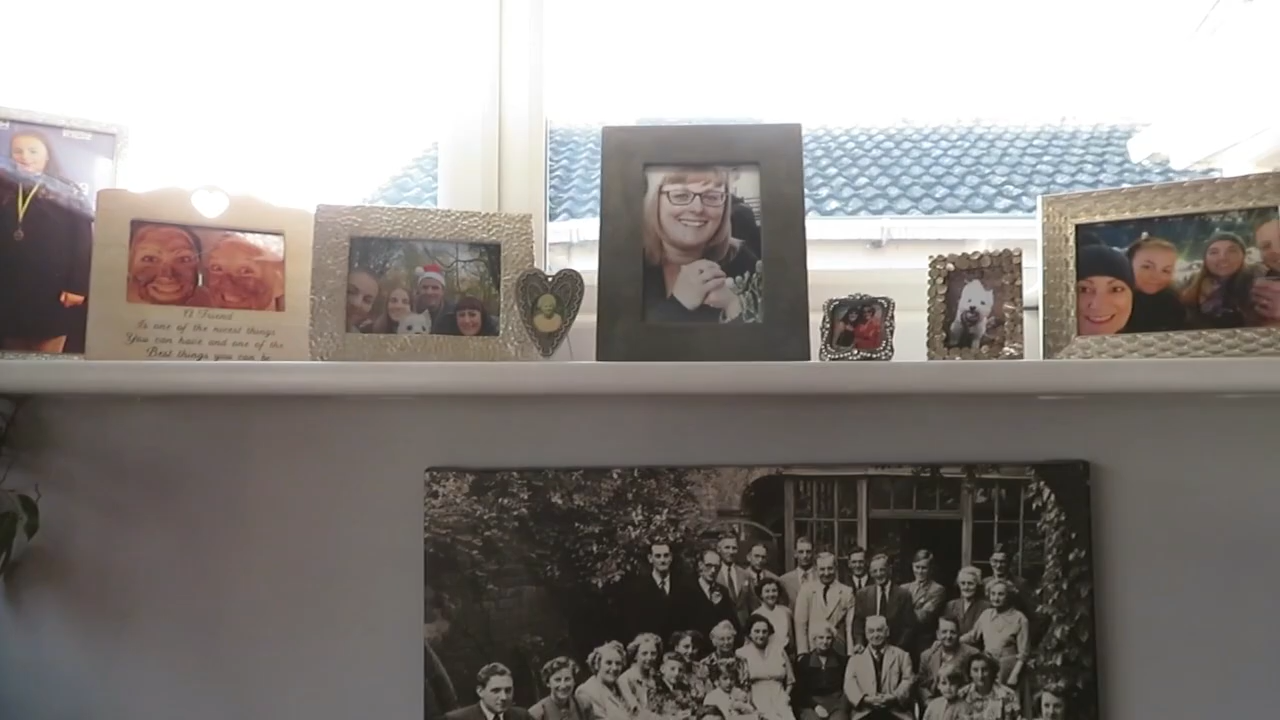 A Friend
Is one of the nicest things
You can have and one of the
Best things you can be